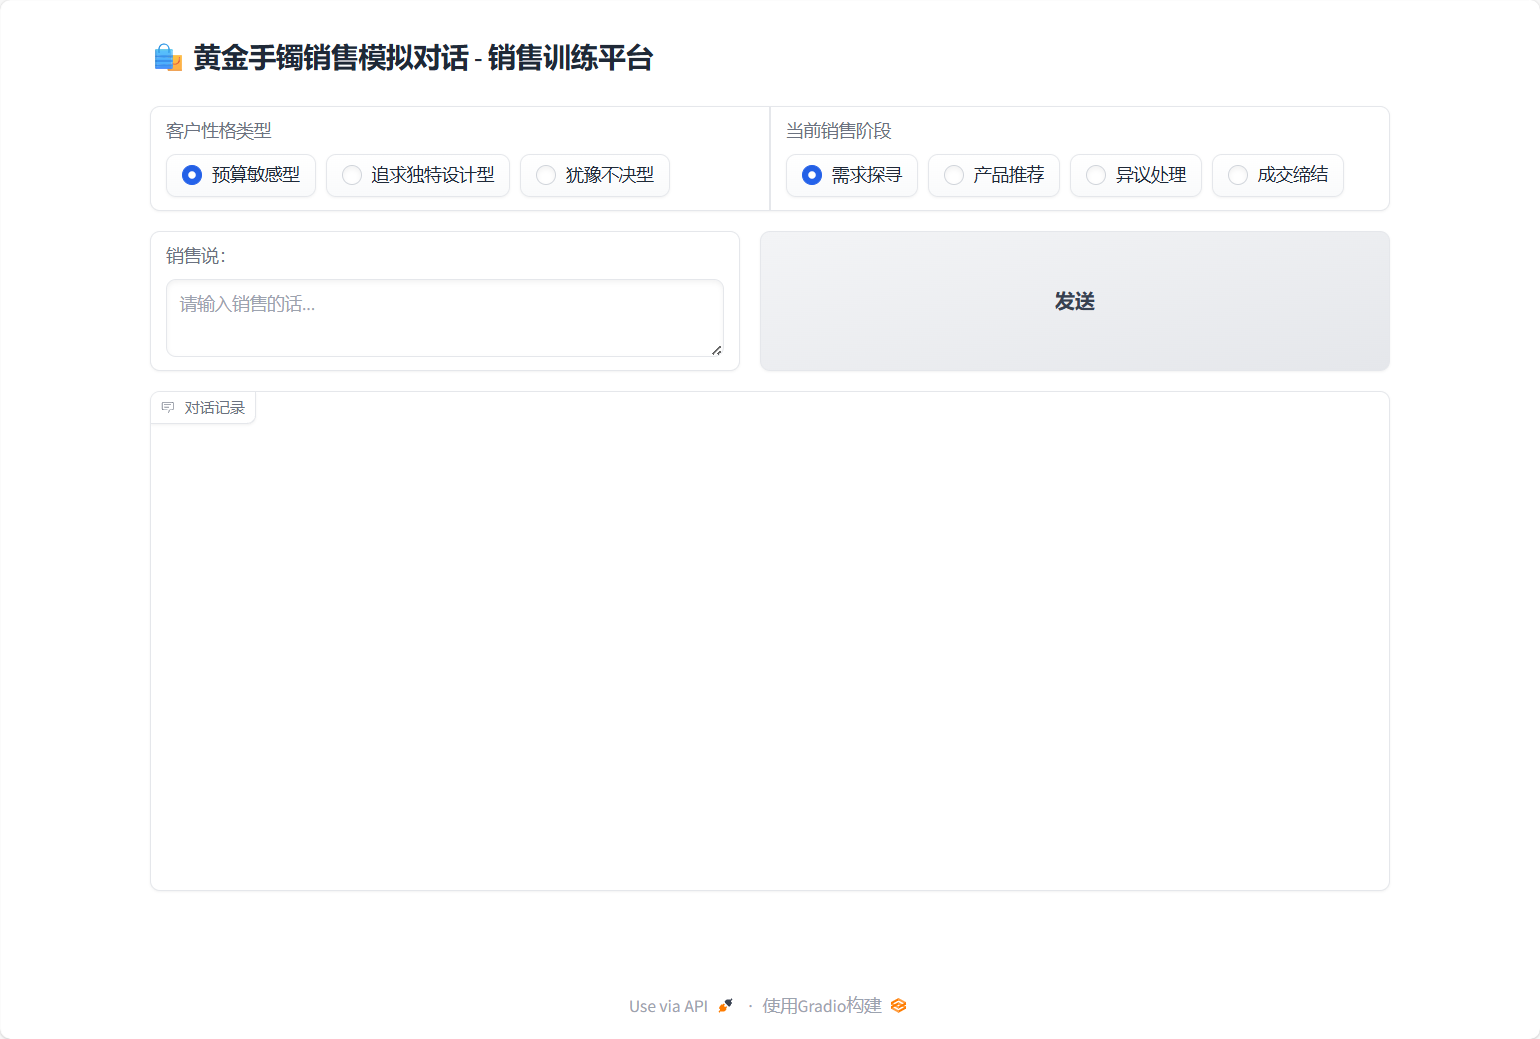 黄金手镯销售模拟对话 - 销售训练平台
客户性格类型
预算敏感型 追求独特设计型 犹豫不决型
当前销售阶段
需求探寻 产品推荐 异议处理 成交缔结
销售说：
请输入销售的话...
发送
对话记录
Use via API · 使用Gradio构建